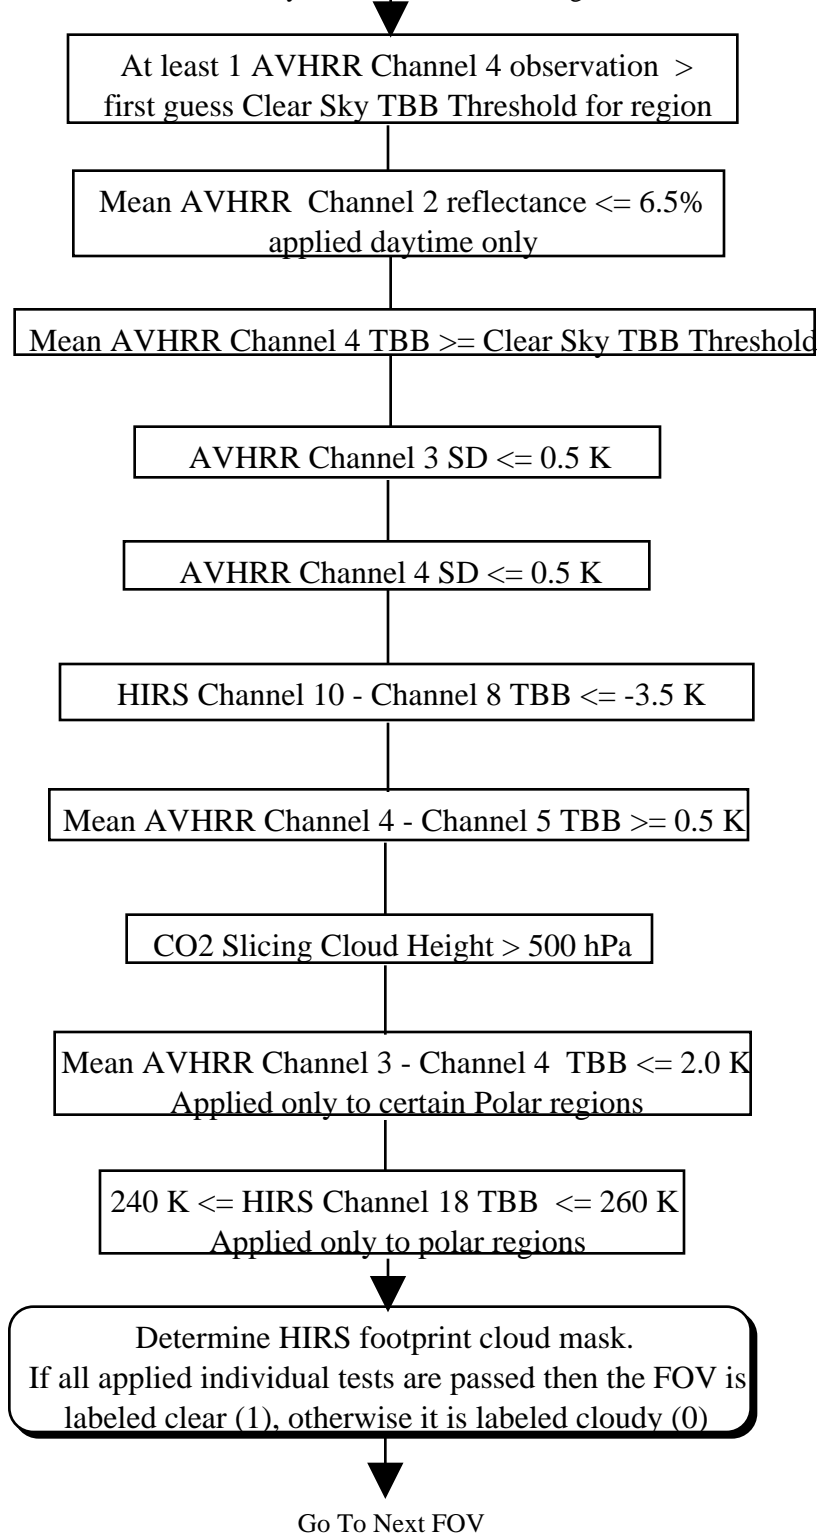 At least 1 AVHRR Channel 4 observation >
first guess Clear Sky TBB Threshold for region
Mean AVHRR Channel 2 reflectance <= 6.5%
applied daytime only
Mean AVHRR Channel 4 TBB >= Clear Sky TBB Threshold
AVHRR Channel 3 SD <= 0.5 K
AVHRR Channel 4 SD <= 0.5 K
HIRS Channel 10 - Channel 8 TBB <= -3.5 K
Mean AVHRR Channel 4 - Channel 5 TBB >= 0.5 K
CO2 Slicing Cloud Height > 500 hPa
Mean AVHRR Channel 3 - Channel 4 TBB <= 2.0 K
Applied only to certain Polar regions
240 K <= HIRS Channel 18 TBB <= 260 K
Applied only to polar regions
Determine HIRS footprint cloud mask.
If all applied individual tests are passed then the FOV is
labeled clear (1), otherwise it is labeled cloudy (0)
Go To Next FOV